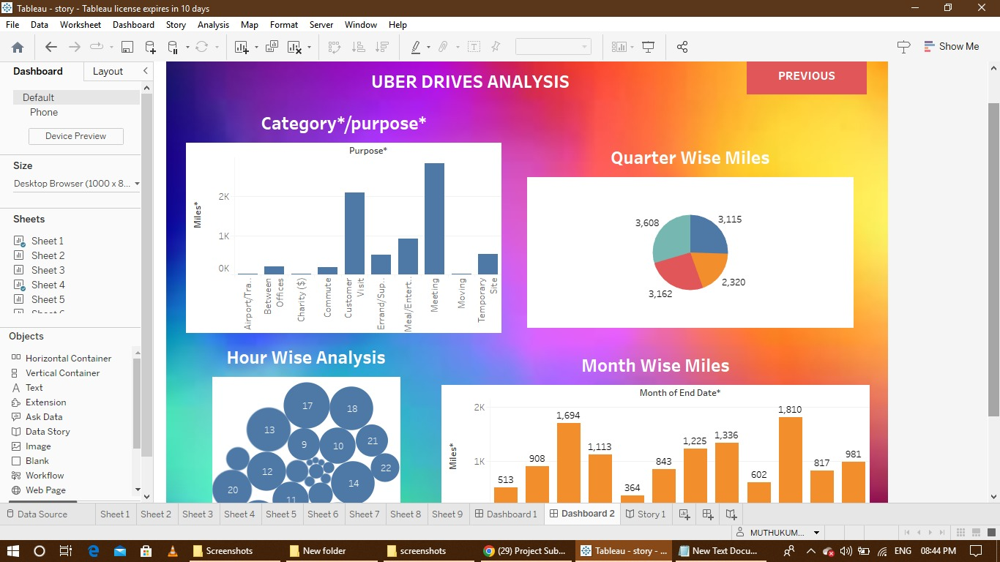 Tableau - story - Tableau license expires in 10 days
File Data Worksheet Dashboard Story Analysis Map Format Server Window Help
Show Me
Dashboard Layout
Default
Phone
Device Preview
Size
Desktop Browser (1000 x 8...
Sheets
Sheet 1
Sheet 2
Sheet 3
Sheet 4
Sheet 5
Objects
Horizontal Container
Vertical Container
Text
Extension
Ask Data
Data Story
Image
Blank
Workflow
Web Page
UBER DRIVES ANALYSIS
PREVIOUS
Category*/purpose*
Purpose*
Miles*
2K
1K
0K
Airport/Tra..
Between Offices
Charity ($)
Commute
Customer Visit
Errand/Sup..
Meal/Entert..
Meeting
Moving
Temporary Site
Quarter Wise Miles
3,608 3,115
2,320
3,162
Hour Wise Analysis
17 18
13
9 10 21
12 22
14
20
11
Month Wise Miles
Month of End Date*
Miles*
2K
1K
513 908 1,694 1,113 364 843 1,225 1,336 602 1,810 817 981
Data Source Sheet 1 Sheet 2 Sheet 3 Sheet 4 Sheet 5 Sheet 6 Sheet 7 Sheet 8 Sheet 9 Dashboard 1 Dashboard 2 Story 1
MUTHUKUM...
Screenshots New folder screenshots (29) Project Sub... Tableau - story - ... New Text Docu... ENG 08:44 PM